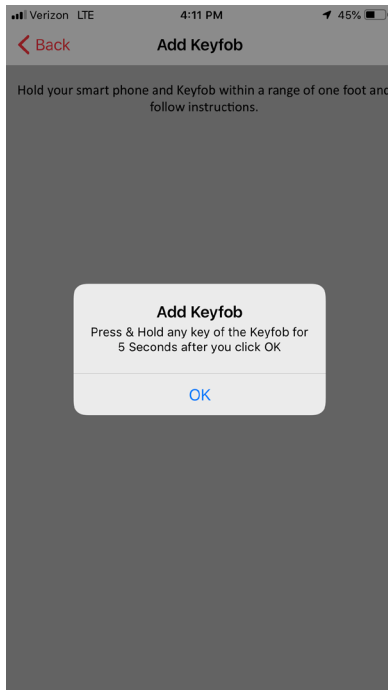 Verizon LTE 4:11 PM 45%
Back Add Keyfob
Hold your smart phone and Keyfob within a range of one foot and
follow instructions.
Add Keyfob
Press & Hold any key of the Keyfob for
5 Seconds after you click OK
OK